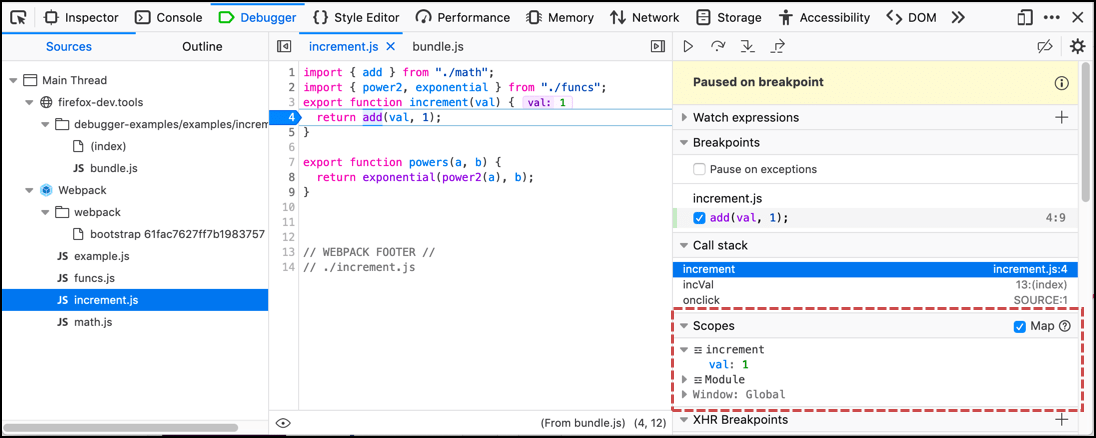 Inspector Console Debugger Style Editor Performance Memory Network Storage Accessibility DOM
Sources Outline
Main Thread
firefox-dev.tools
debugger-examples/examples/increm
(index)
JS bundle.js
Webpack
webpack
bootstrap 61fac7627ff7b1983757
JS example.js
JS funcs.js
JS increment.js
JS math.js
increment.js bundle.js
1 import { add } from "./math";
2 import { power2, exponential } from "./funcs";
3 export function increment(val) { val: 1
4 return add(val, 1);
5 }
6
7 export function powers(a, b) {
8 return exponential(power2(a), b);
9 }
10
11
12
13 // WEBPACK FOOTER //
14 // ./increment.js
(From bundle.js) (4, 12)
Paused on breakpoint
Watch expressions
Breakpoints
Pause on exceptions
increment.js
add(val, 1); 4:9
Call stack
increment increment.js:4
incVal 13:(index)
onclick SOURCE:1
Scopes Map
increment
val: 1
Module
Window: Global
XHR Breakpoints